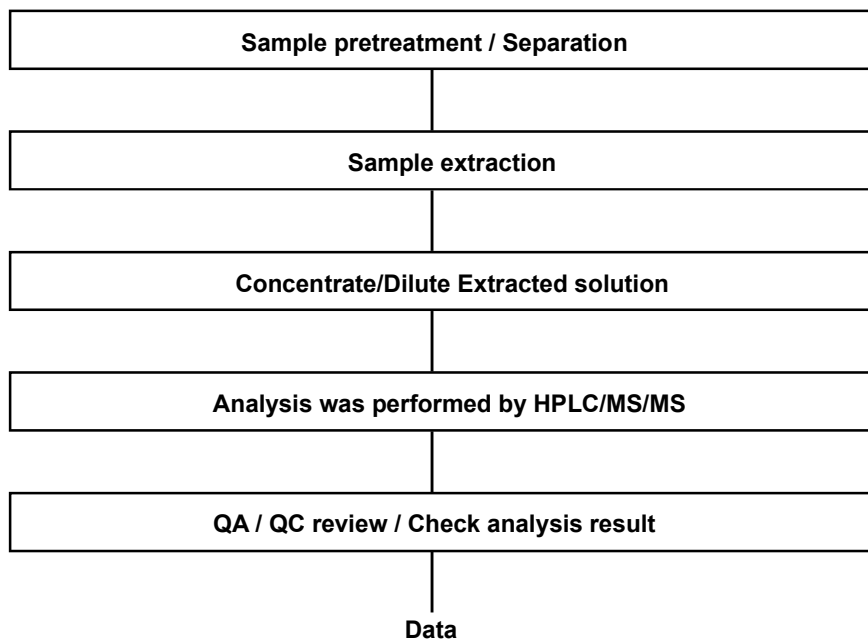 Sample pretreatment / Separation
Sample extraction
Concentrate/Dilute Extracted solution
Analysis was performed by HPLC/MS/MS
QA / QC review / Check analysis result
Data